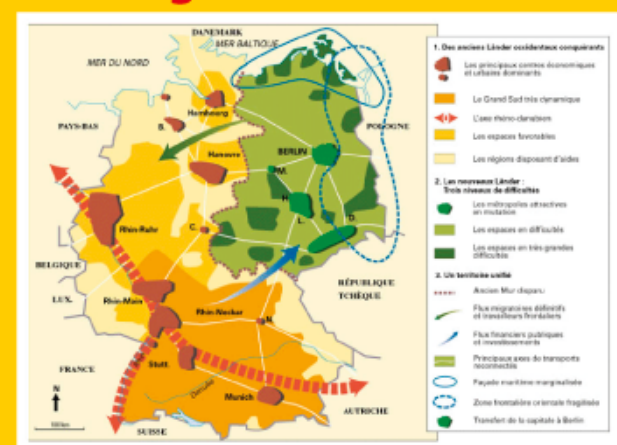 DANEMARK
MER BALTIQUE
MER DU NORD
PAYS-BAS
Hambourg
B.
POLOGNE
Hanovre
BERLIN
M.
H.
L.
D.
C.
Rhin-Ruhr
BELGIQUE
LUX.
Rhin-Main
RÉPUBLIQUE
TCHÈQUE
Rhin-Neckar
N.
FRANCE
Stutt.
Danube
Munich
AUTRICHE
SUISSE
N
1. Des anciens Länder occidentaux conquérants
Les principaux centres économiques
et urbains dominants
Le Grand Sud très dynamique
L'axe rhéno-danubien
Les espaces favorables
Les régions disposant d'aides
2. Les nouveaux Länder :
Trois niveaux de difficultés
Les métropoles attractives
en mutation
Les espaces en difficultés
Les espaces en très grandes
difficultés
3. Un territoire unifié
Ancien Mur disparu
Flux migratoires définitifs
et travailleurs frontaliers
Flux financiers publiques
et investissements
Principaux axes de transports
reconnectés
Façade maritime marginalisée
Zone frontalière orientale fragilisée
Transfert de la capitale à Berlin